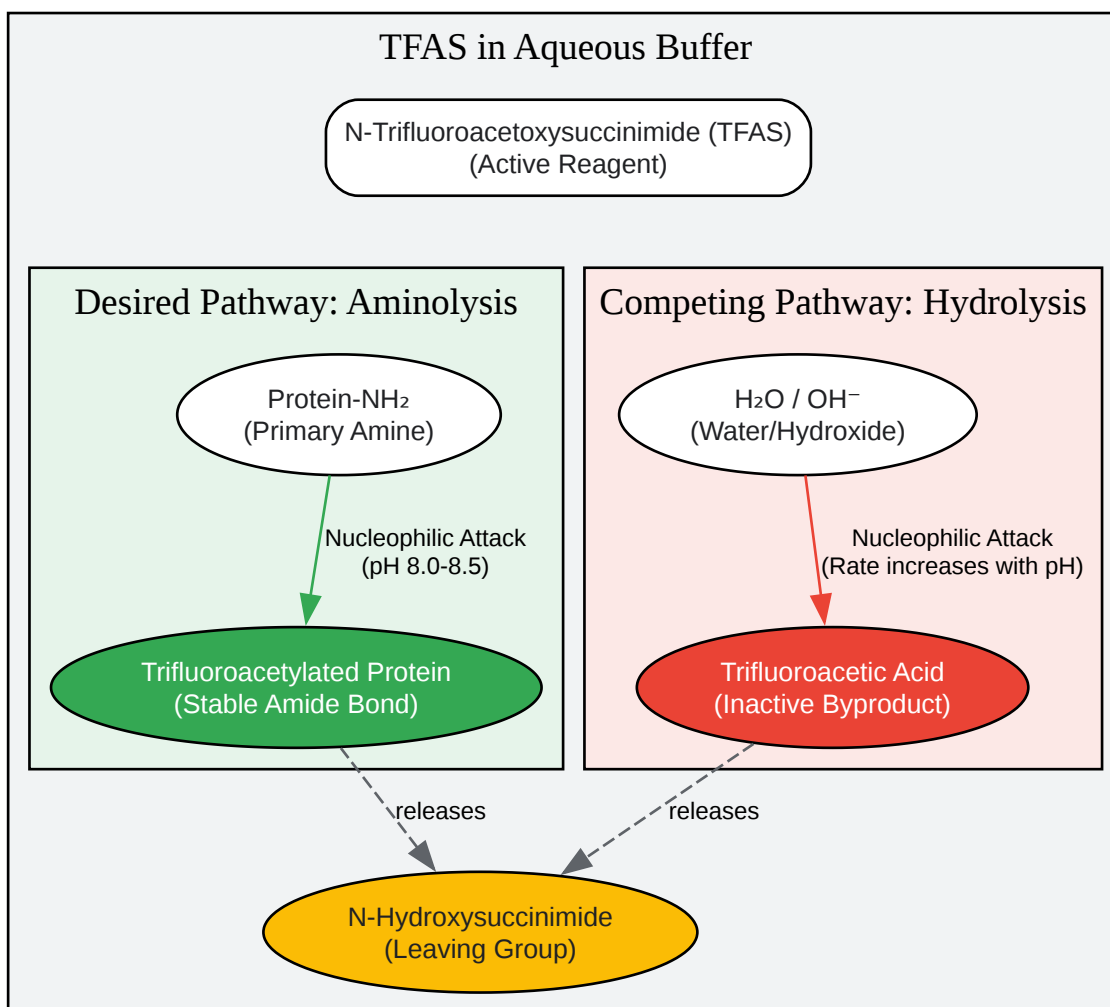 TFAS in Aqueous Buffer
N-Trifluoroacetoxysuccinimide (TFAS)
(Active Reagent)
Desired Pathway: Aminolysis
Protein-NH₂
(Primary Amine)
Nucleophilic Attack
(pH 8.0-8.5)
Trifluoroacetylated Protein
(Stable Amide Bond)
Competing Pathway: Hydrolysis
H₂O / OH⁻
(Water/Hydroxide)
Nucleophilic Attack
(Rate increases with pH)
Trifluoroacetic Acid
(Inactive Byproduct)
releases
releases
N-Hydroxysuccinimide
(Leaving Group)